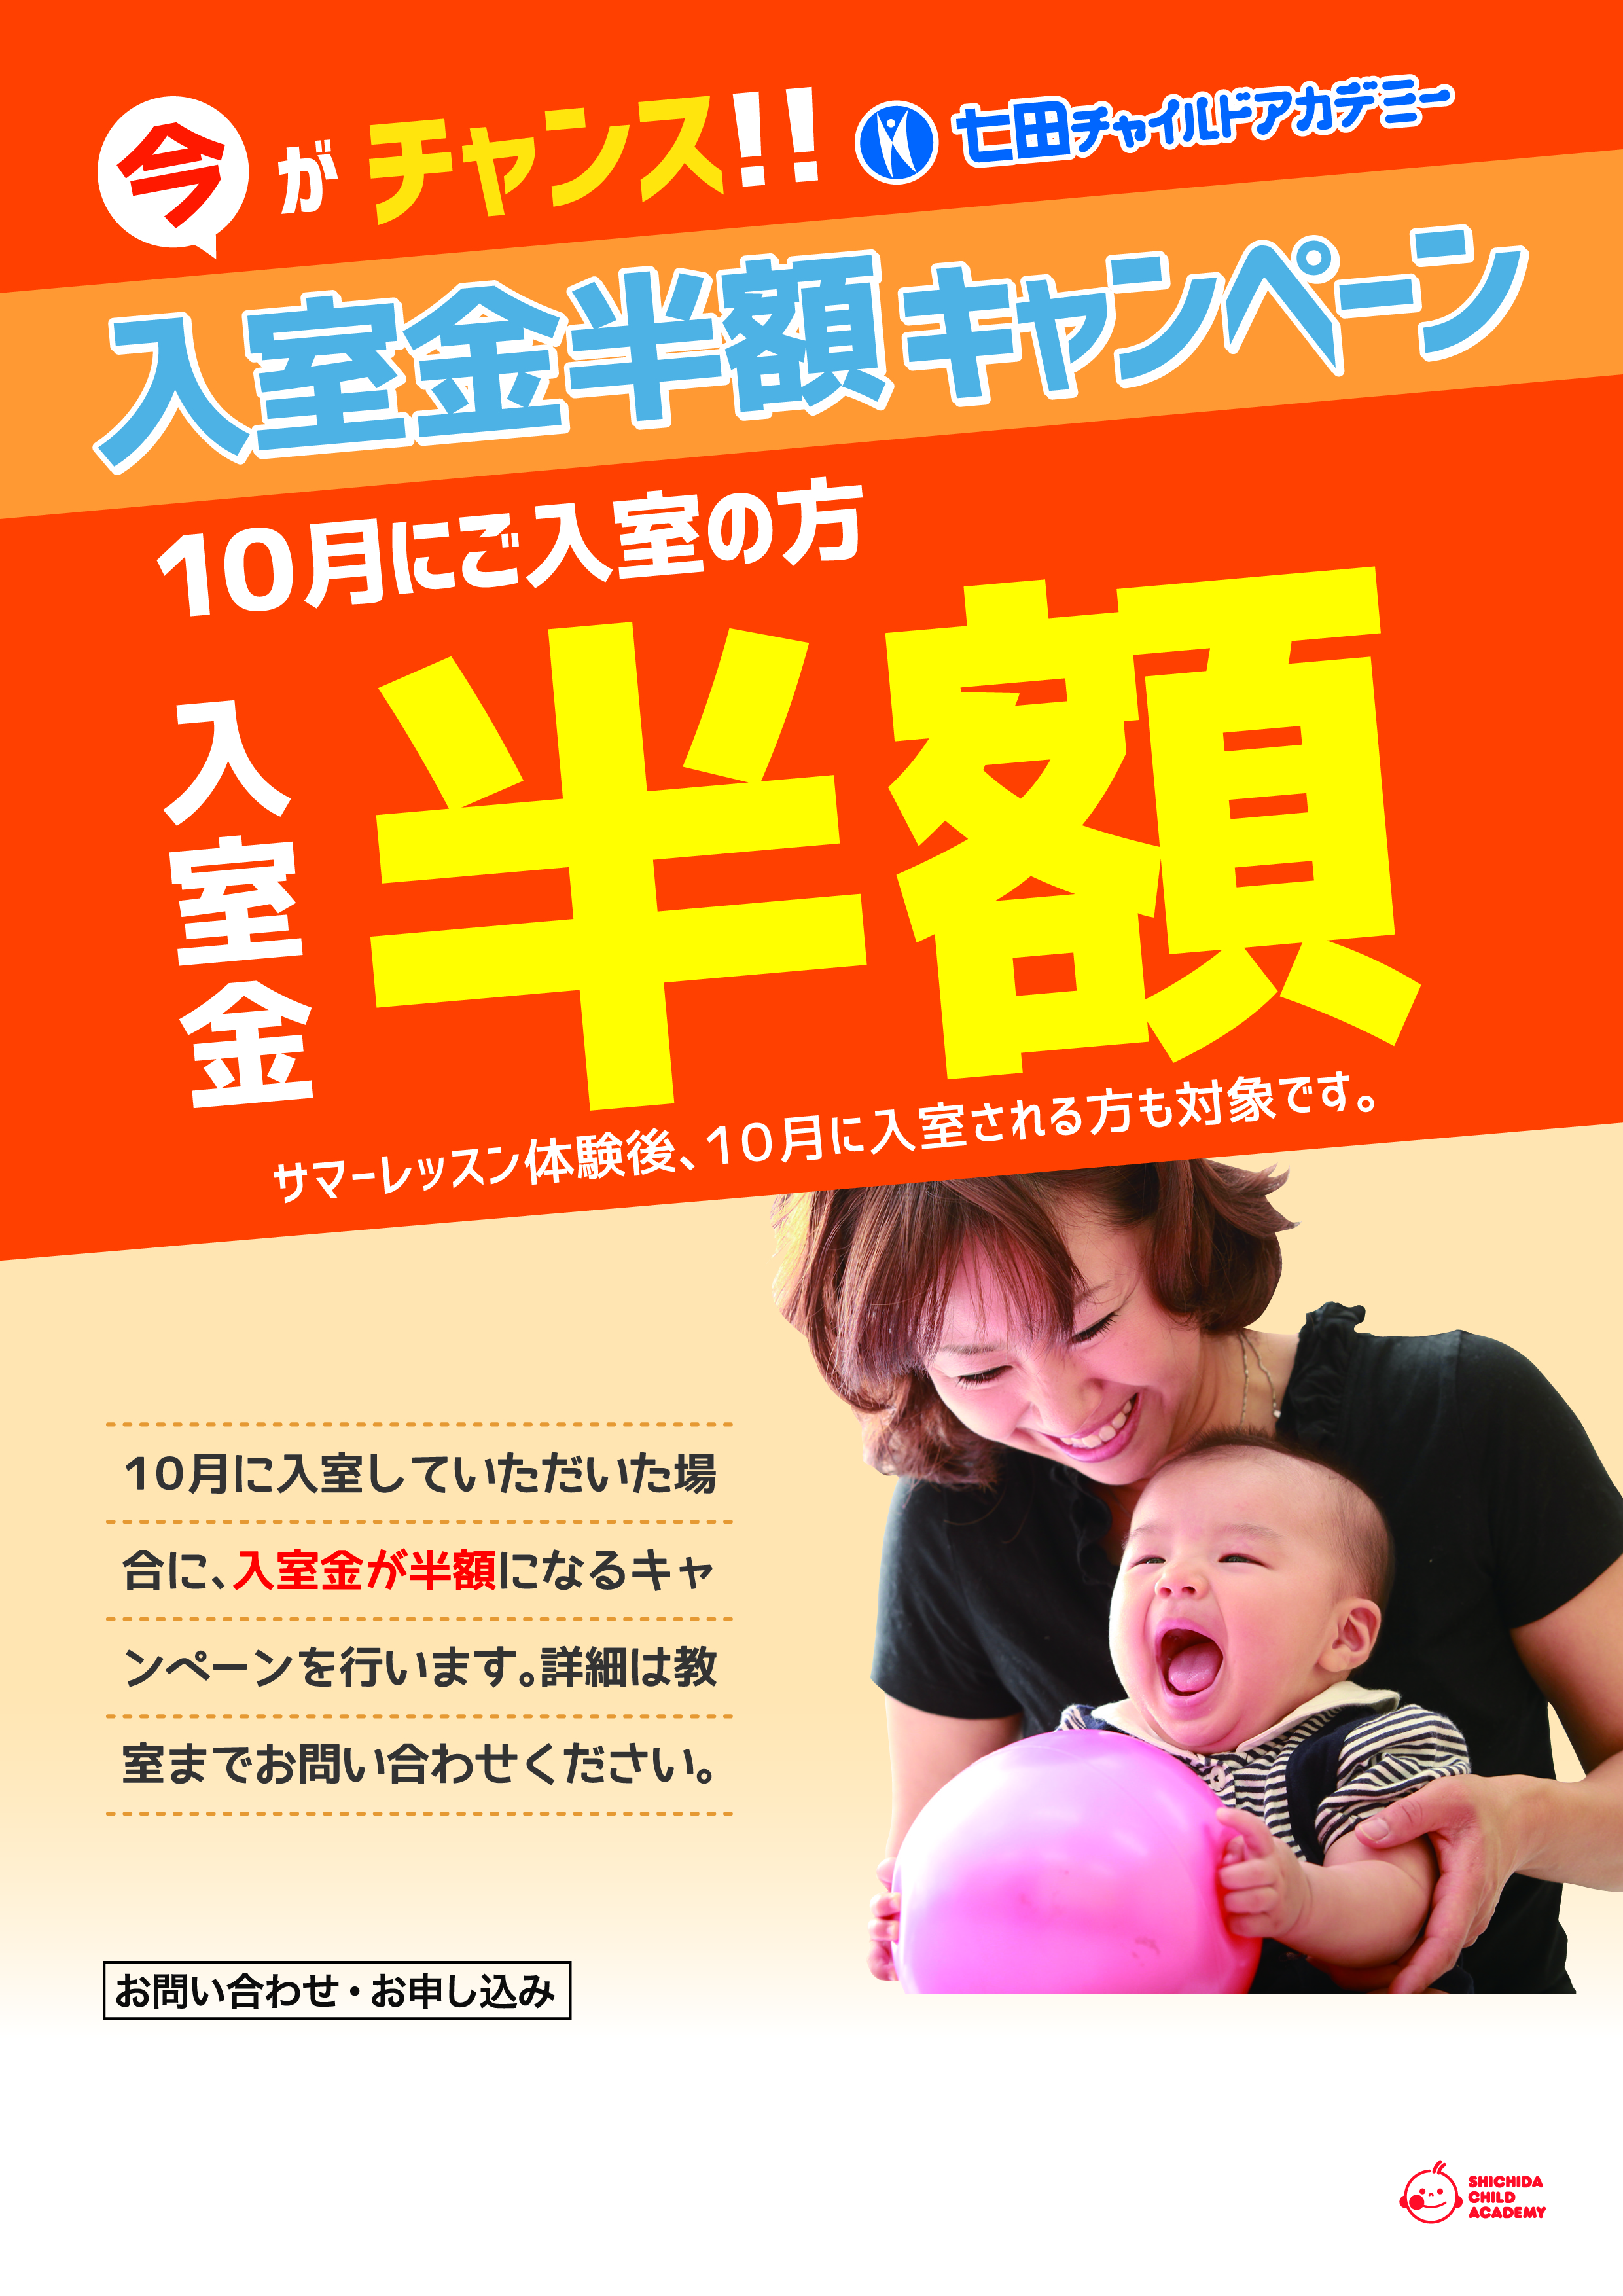 今がチャンス!! 七田チャイルドアカデミー
入室金半額キャンペーン
10月にご入室の方
入室金
半額
サマーレッスン体験後、10月に入室される方も対象です。
10月に入室していただいた場
合に、入室金が半額になるキャ
ンペーンを行います。詳細は教
室までお問い合わせください。
お問い合わせ・お申し込み
SHICHIDA
CHILD
ACADEMY